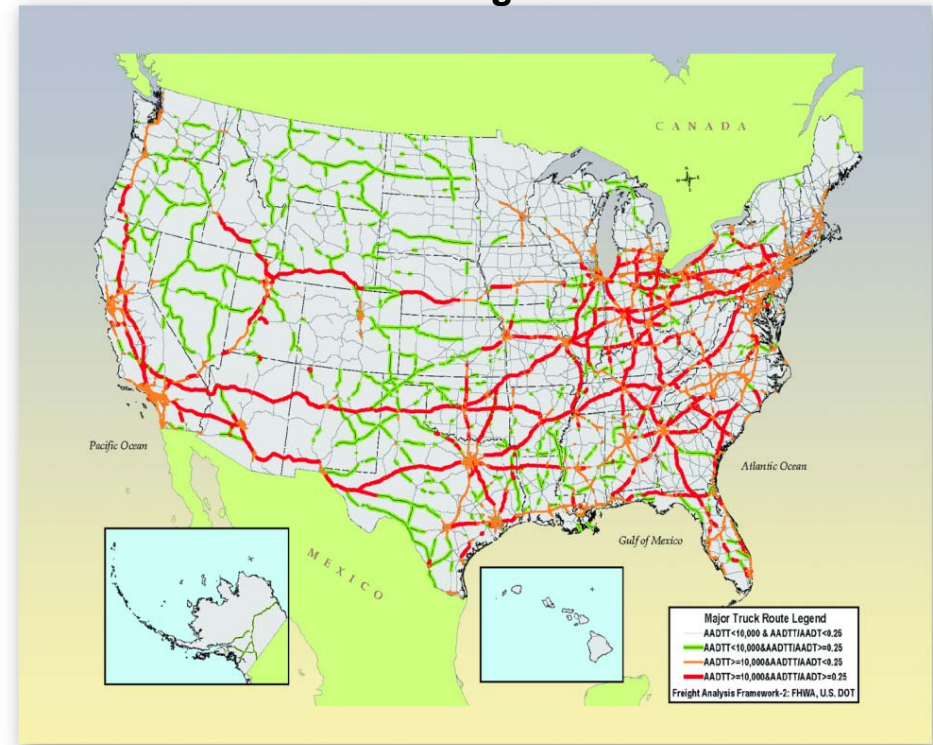 g
CANADA
Pacific Ocean
Atlantic Ocean
MEXICO
Gulf of Mexico
Major Truck Route Legend
AADTT<10,000 & AADTT/AADT<0.25
AADTT<10,000&AADTT/AADT>=0.25
AADTT>=10,000&AADTT/AADT<0.25
AADTT>=10,000&AADTT/AADT>=0.25
Freight Analysis Framework-2: FHWA, U.S. DOT